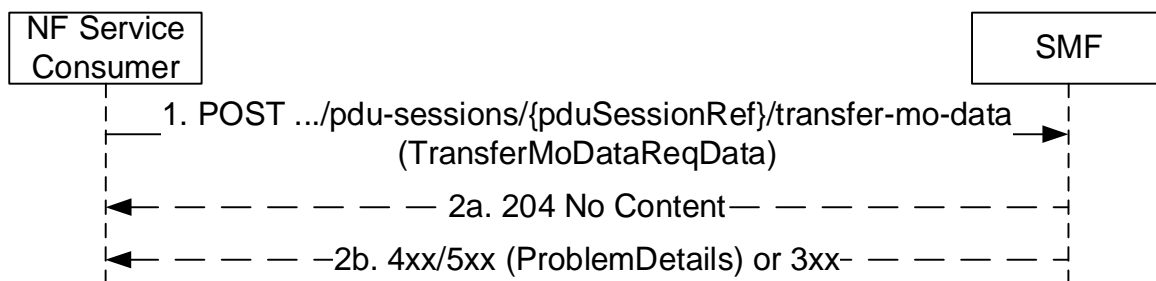 NF Service
Consumer
SMF
1. POST .../pdu-sessions/{pduSessionRef}/transfer-mo-data
(TransferMoDataReqData)
2a. 204 No Content
2b. 4xx/5xx (ProblemDetails) or 3xx